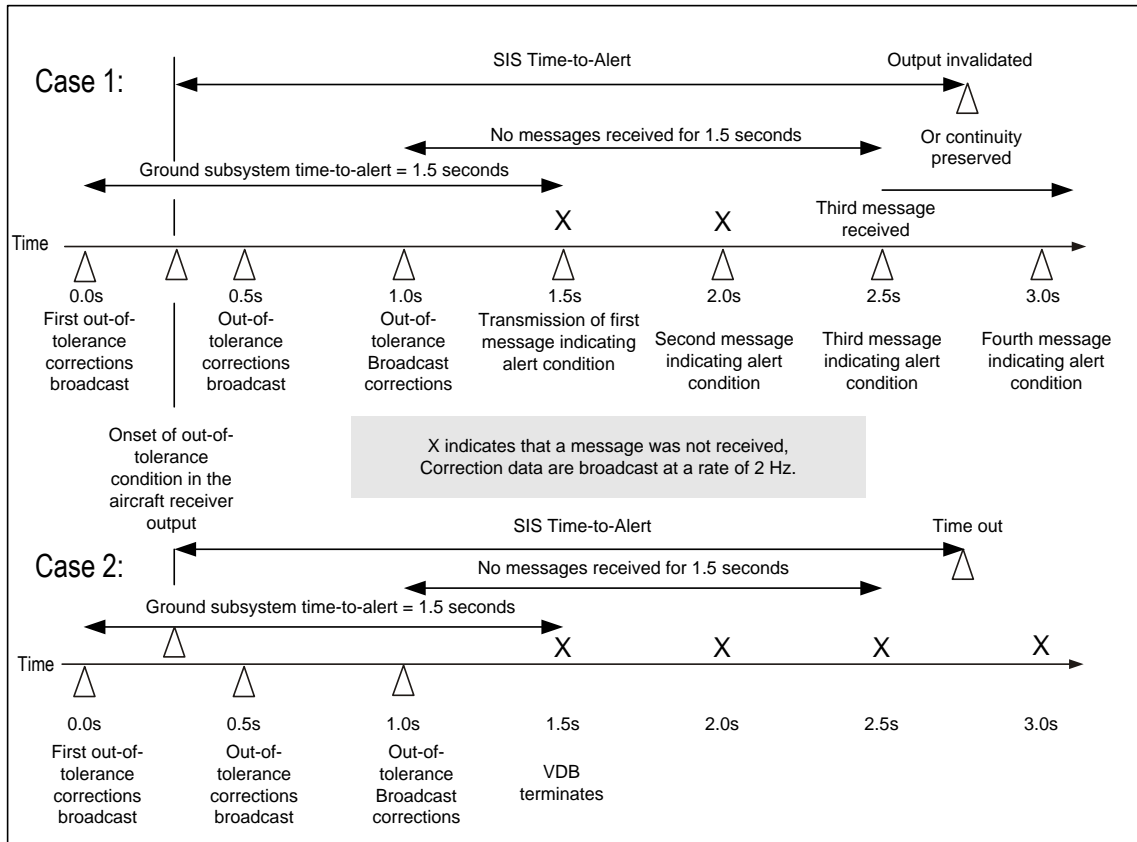 SIS Time-to-Alert
Output invalidated
Case 1:
No messages received for 1.5 seconds
Or continuity
preserved
Ground subsystem time-to-alert = 1.5 seconds
X
X
Third message
received
Time
0.0s
0.5s
1.0s
1.5s
2.0s
2.5s
3.0s
First out-of-
tolerance
corrections
broadcast
Out-of-
tolerance
corrections
broadcast
Out-of-
tolerance
Broadcast
corrections
Transmission of first
message indicating
alert condition
Second message
indicating alert
condition
Third message
indicating alert
condition
Fourth message
indicating alert
condition
Onset of out-of-
tolerance
condition in the
aircraft receiver
output
X indicates that a message was not received,
Correction data are broadcast at a rate of 2 Hz.
SIS Time-to-Alert
Time out
Case 2:
No messages received for 1.5 seconds
Ground subsystem time-to-alert = 1.5 seconds
X
X
X
X
Time
0.0s
0.5s
1.0s
1.5s
2.0s
2.5s
3.0s
First out-of-
tolerance
corrections
broadcast
Out-of-
tolerance
corrections
broadcast
Out-of-
tolerance
Broadcast
corrections
VDB
terminates